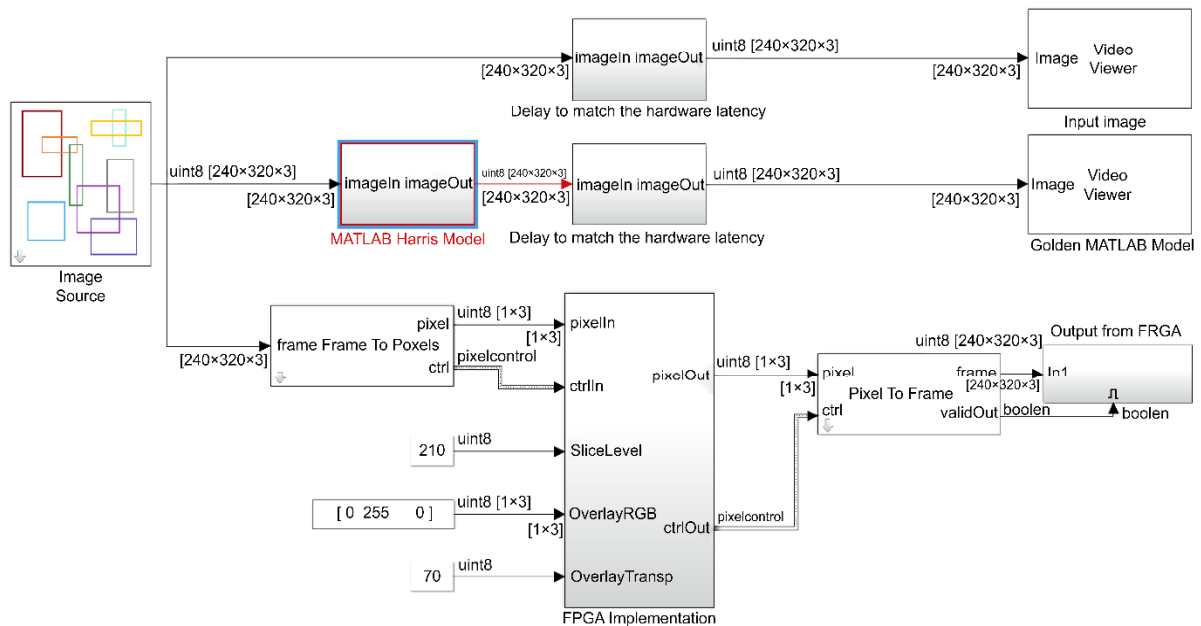 uint8 [240×320×3]
imageIn imageOut
[240×320×3]
[240×320×3]
Image
Video
Viewer
Delay to match the hardware latency
Input image
uint8 [240×320×3]
[240×320×3]
imageIn imageOut
uint8 [240×320×3]
[240×320×3]
imageIn imageOut
uint8 [240×320×3]
[240×320×3]
Image
Video
Viewer
MATLAB Harris Model
Delay to match the hardware latency
Golden MATLAB Model
Image
Source
[240×320×3]
frame Frame To Poxels
pixel
ctrl
uint8 [1×3]
[1×3]
pixelcontrol
pixelIn
ctrlIn
210
uint8
SliceLevel
[ 0 255 0 ]
uint8 [1×3]
[1×3]
OverlayRGB
70
uint8
OverlayTransp
pixclOut
ctrlOut
FPGA Implementation
uint8 [1×3]
[1×3]
pixelcontrol
pixel
ctrl
Pixel To Frame
frame
validOut
uint8 [240×320×3]
[240×320×3]
boolen
Output from FRGA
In1
boolen